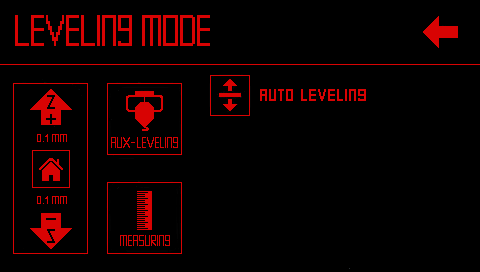 LEVELING MODE
Z
+
0.1 MM
0.1 MM
-
Z
AUX-LEVELING
MEASURING
AUTO LEVELING